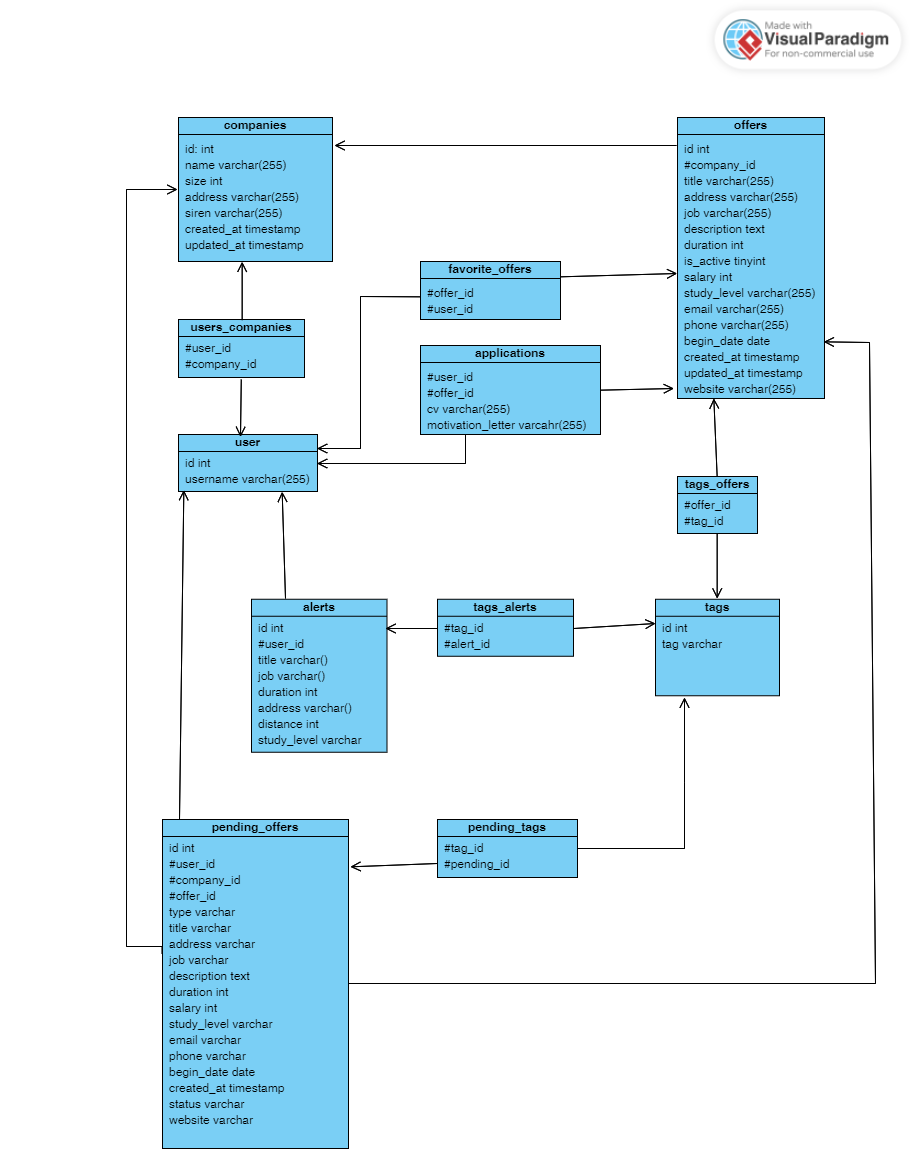 Made with
VisualParadigm
For non-commercial use
companies
id: int
name varchar(255)
size int
address varchar(255)
siren varchar(255)
created_at timestamp
updated_at timestamp
offers
id int
#company_id
title varchar(255)
address varchar(255)
job varchar(255)
description text
duration int
is_active tinyint
salary int
study_level varchar(255)
email varchar(255)
phone varchar(255)
begin_date date
created_at timestamp
updated_at timestamp
website varchar(255)
favorite_offers
#offer_id
#user_id
users_companies
#user_id
#company_id
applications
#user_id
#offer_id
cv varchar(255)
motivation_letter varcahr(255)
user
id int
username varchar(255)
tags_offers
#offer_id
#tag_id
alerts
id int
#user_id
title varchar()
job varchar()
duration int
address varchar()
distance int
study_level varchar
tags_alerts
#tag_id
#alert_id
tags
id int
tag varchar
pending_offers
id int
#user_id
#company_id
#offer_id
type varchar
title varchar
address varchar
job varchar
description text
duration int
salary int
study_level varchar
email varchar
phone varchar
begin_date date
created_at timestamp
status varchar
website varchar
pending_tags
#tag_id
#pending_id